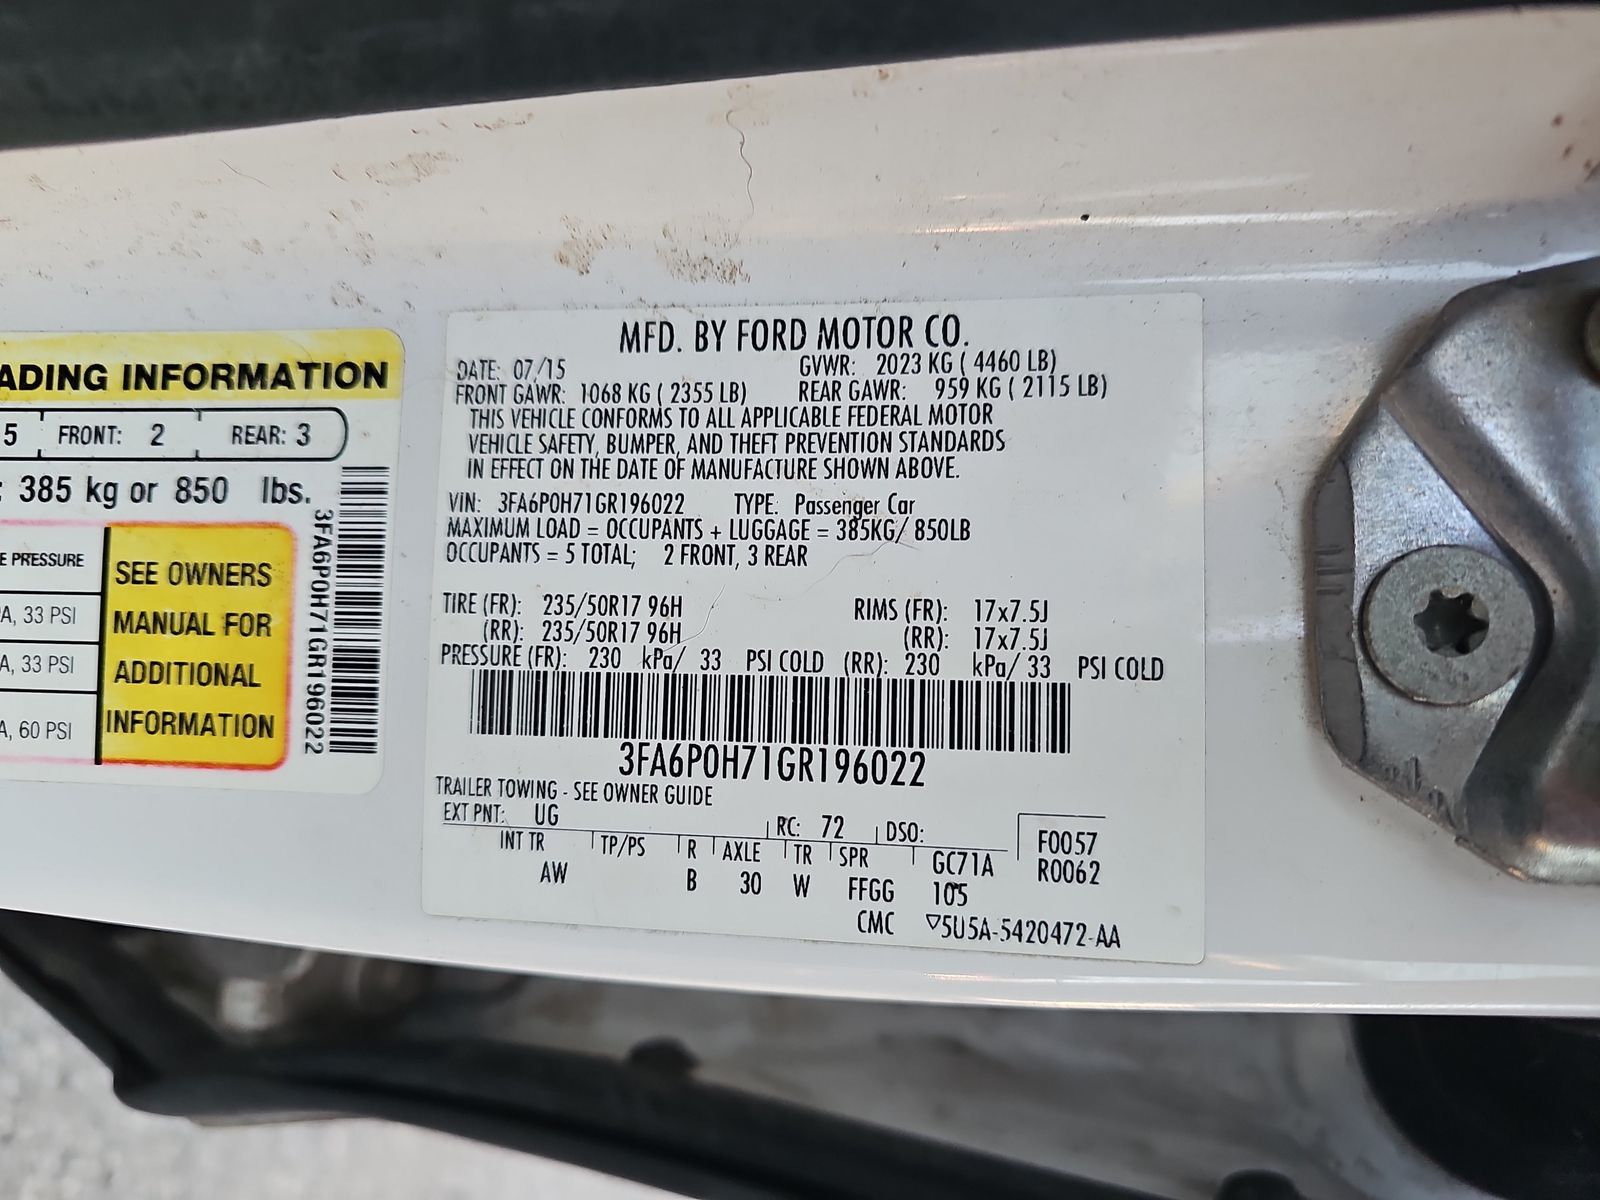 ADING INFORMATION
5 FRONT: 2 REAR: 3
: 385 kg or 850 lbs.
E PRESSURE
A, 33 PSI
A, 33 PSI
A, 60 PSI
SEE OWNERS
MANUAL FOR
ADDITIONAL
INFORMATION
3FA6P0H71GR196022
MFD. BY FORD MOTOR CO.
DATE: 07/15 GVWR: 2023 KG ( 4460 LB)
FRONT GAWR: 1068 KG ( 2355 LB) REAR GAWR: 959 KG ( 2115 LB)
THIS VEHICLE CONFORMS TO ALL APPLICABLE FEDERAL MOTOR
VEHICLE SAFETY, BUMPER, AND THEFT PREVENTION STANDARDS
IN EFFECT ON THE DATE OF MANUFACTURE SHOWN ABOVE.
VIN: 3FA6P0H71GR196022 TYPE: Passenger Car
MAXIMUM LOAD = OCCUPANTS + LUGGAGE = 385KG/ 850LB
OCCUPANTS = 5 TOTAL; 2 FRONT, 3 REAR
TIRE (FR): 235/50R17 96H RIMS (FR): 17x7.5J
(RR): 235/50R17 96H (RR): 17x7.5J
PRESSURE (FR): 230 kPa/ 33 PSI COLD (RR): 230 kPa/ 33 PSI COLD
3FA6P0H71GR196022
TRAILER TOWING - SEE OWNER GUIDE
EXT PNT: UG RC: 72 DSO: F0057
INT TR TP/PS R AXLE TR SPR GC71A R0062
AW B 30 W FFGG 105
CMC ▽5U5A-5420472-AA